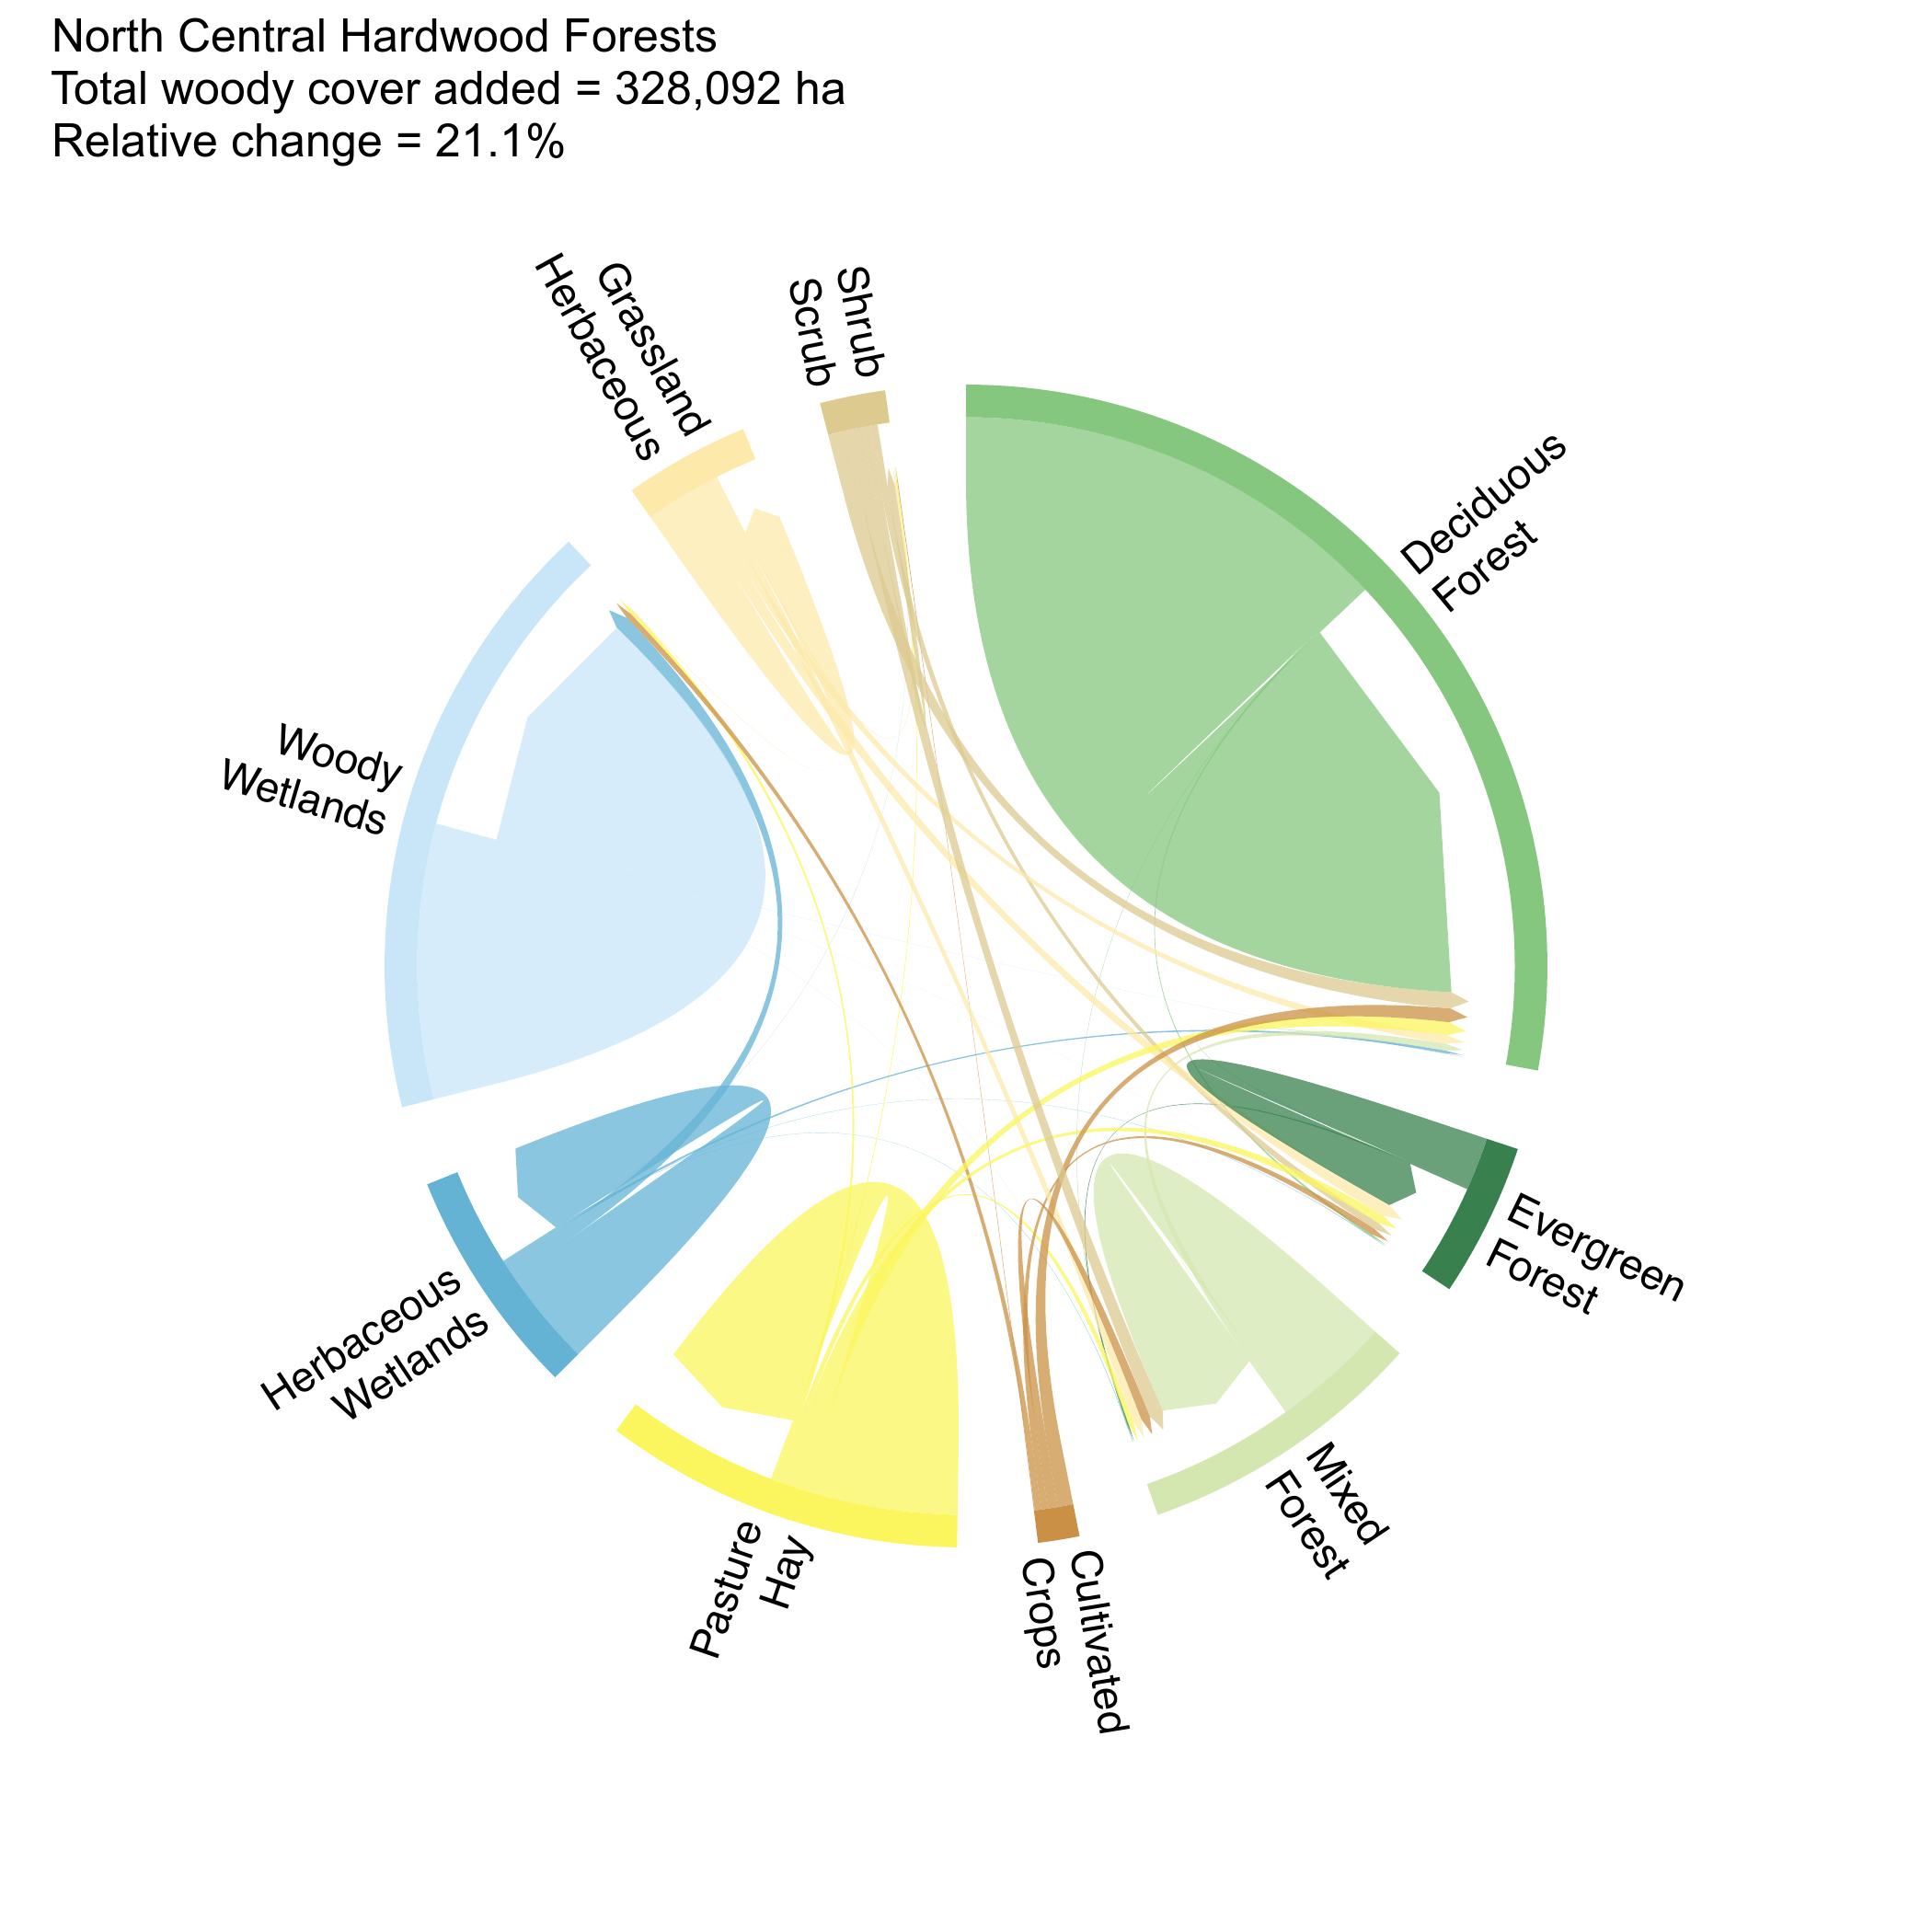 North Central Hardwood Forests
Total woody cover added = 328,092 ha
Relative change = 21.1%
Shrub
Scrub
Grassland
Herbaceous
Deciduous
Forest
Woody
Wetlands
Evergreen
Forest
Herbaceous
Wetlands
Mixed
Forest
Pasture
Hay
Cultivated
Crops